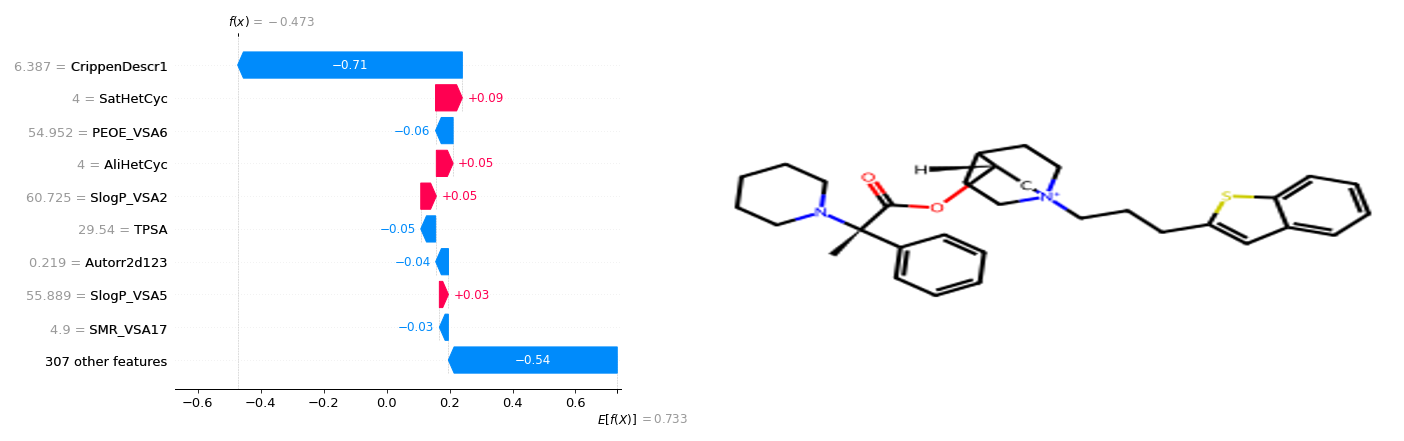 f(x) = −0.473
6.387 = CrippenDescr1
−0.71
4 = SatHetCyc
+0.09
54.952 = PEOE_VSA6
−0.06
4 = AliHetCyc
+0.05
60.725 = SlogP_VSA2
+0.05
29.54 = TPSA
−0.05
0.219 = Autorr2d123
−0.04
55.889 = SlogP_VSA5
+0.03
4.9 = SMR_VSA17
−0.03
307 other features
−0.54
−0.6 −0.4 −0.2 0.0 0.2 0.4 0.6
E[f(X)] = 0.733
H
O
C
N+
S
N
O